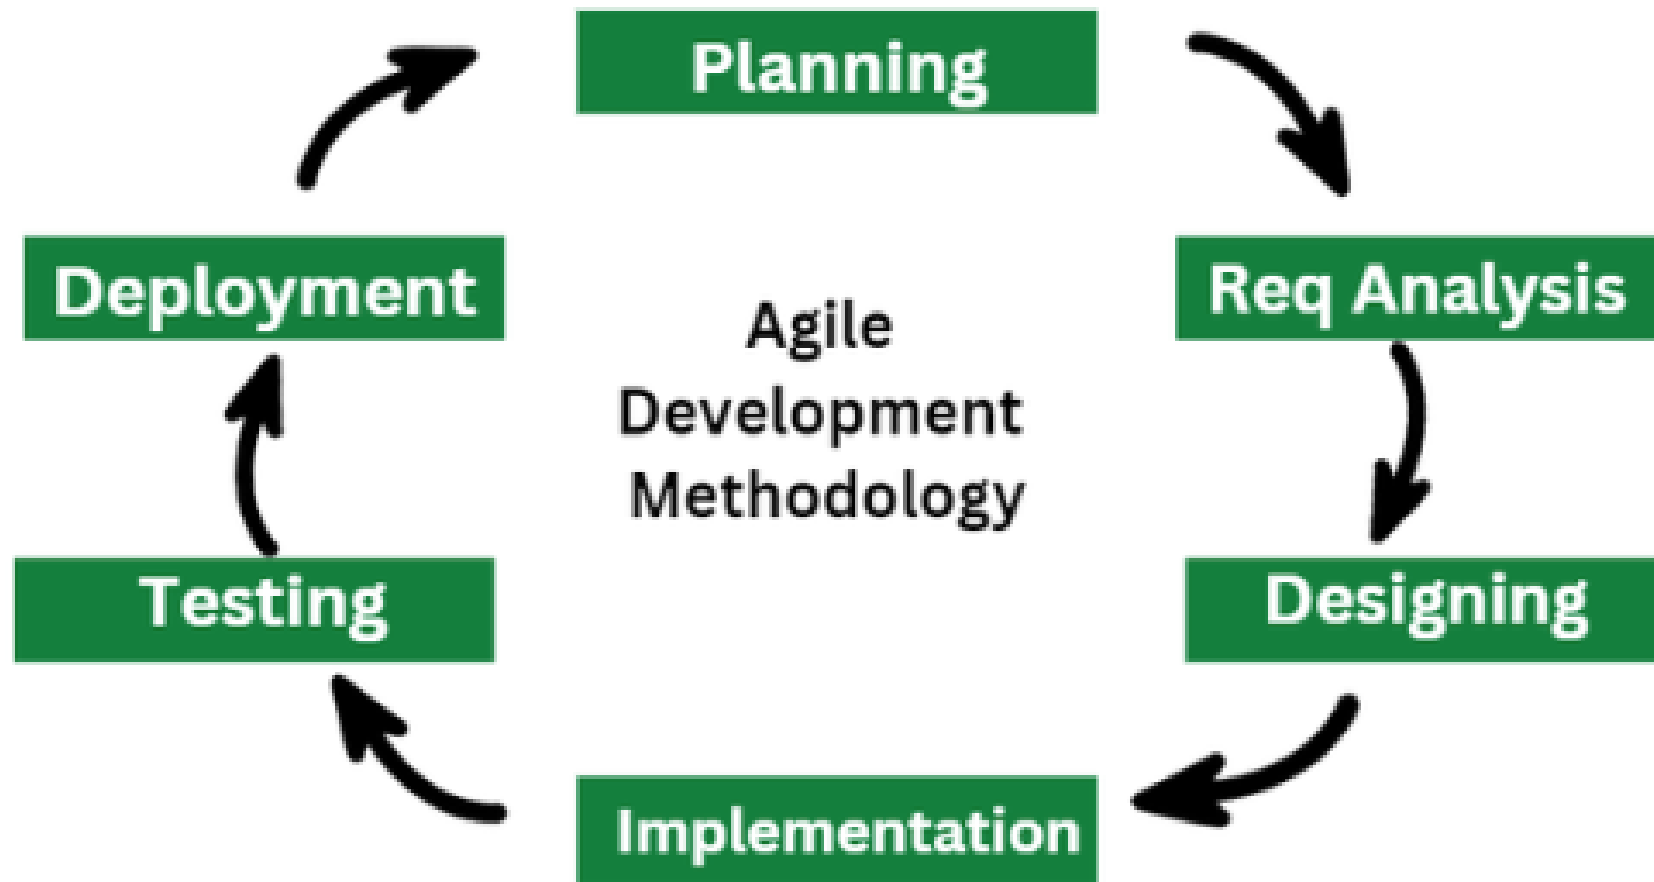 Planning
Deployment
Req Analysis
Agile
Development
Methodology
Testing
Designing
Implementation